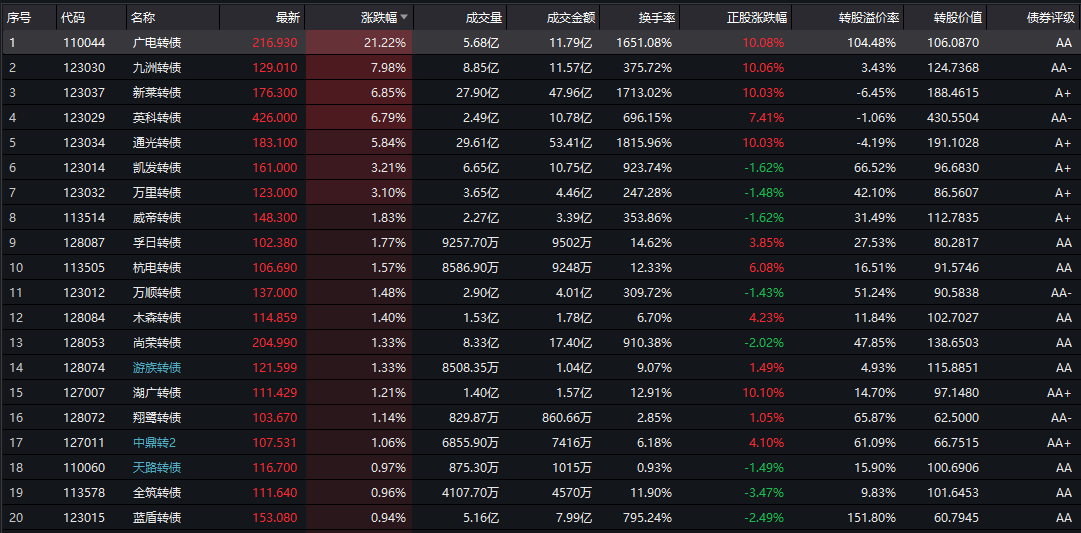 序号 代码 名称 最新 涨跌幅 成交量 成交金额 换手率 正股涨跌幅 转股溢价率 转股价值 债券评级
1 110044 广电转债 216.930 21.22% 5.68亿 11.79亿 1651.08% 10.08% 104.48% 106.0870 AA
2 123030 九洲转债 129.010 7.98% 8.85亿 11.57亿 375.72% 10.06% 3.43% 124.7368 AA-
3 123037 新莱转债 176.300 6.85% 27.90亿 47.96亿 1713.02% 10.03% -6.45% 188.4615 A+
4 123029 英科转债 426.000 6.79% 2.49亿 10.78亿 696.15% 7.41% -1.06% 430.5504 AA-
5 123034 通光转债 183.100 5.84% 29.61亿 53.41亿 1815.96% 10.03% -4.19% 191.1028 A+
6 123014 凯发转债 161.000 3.21% 6.65亿 10.75亿 923.74% -1.62% 66.52% 96.6830 A+
7 123032 万里转债 123.000 3.10% 3.65亿 4.46亿 247.28% -1.48% 42.10% 86.5607 A+
8 113514 威帝转债 148.300 1.83% 2.27亿 3.39亿 353.86% -1.62% 31.49% 112.7835 A+
9 128087 孚日转债 102.380 1.77% 9257.70万 9502万 14.62% 3.85% 27.53% 80.2817 AA
10 113505 杭电转债 106.690 1.57% 8586.90万 9248万 12.33% 6.08% 16.51% 91.5746 AA
11 123012 万顺转债 137.000 1.48% 2.90亿 4.01亿 309.72% -1.43% 51.24% 90.5838 AA-
12 128084 木森转债 114.859 1.40% 1.53亿 1.78亿 6.70% 4.23% 11.84% 102.7027 AA
13 128053 尚荣转债 204.990 1.33% 8.33亿 17.40亿 910.38% -2.02% 47.85% 138.6503 AA
14 128074 游族转债 121.599 1.33% 8508.35万 1.04亿 9.07% 1.49% 4.93% 115.8851 AA
15 127007 湖广转债 111.429 1.21% 1.40亿 1.57亿 12.91% 10.10% 14.70% 97.1480 AA+
16 128072 翔鹭转债 103.670 1.14% 829.87万 860.66万 2.85% 1.05% 65.87% 62.5000 AA-
17 127011 中鼎转2 107.531 1.06% 6855.90万 7416万 6.18% 4.10% 61.09% 66.7515 AA+
18 110060 天路转债 116.700 0.97% 875.30万 1015万 0.93% -1.49% 15.90% 100.6906 AA
19 113578 全筑转债 111.640 0.96% 4107.70万 4570万 11.90% -3.47% 9.83% 101.6453 AA
20 123015 蓝盾转债 153.080 0.94% 5.16亿 7.99亿 795.24% -2.49% 151.80% 60.7945 AA